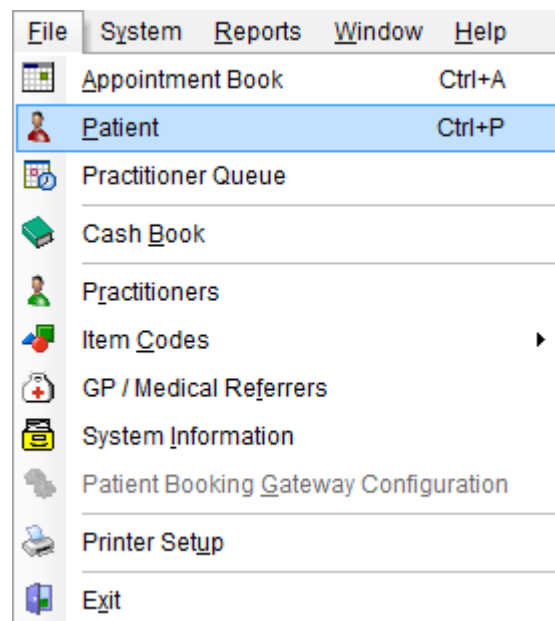 File System Reports Window Help
Appointment Book Ctrl+A
Patient Ctrl+P
Practitioner Queue
Cash Book
Practitioners
Item Codes
GP / Medical Referrers
System Information
Patient Booking Gateway Configuration
Printer Setup
Exit